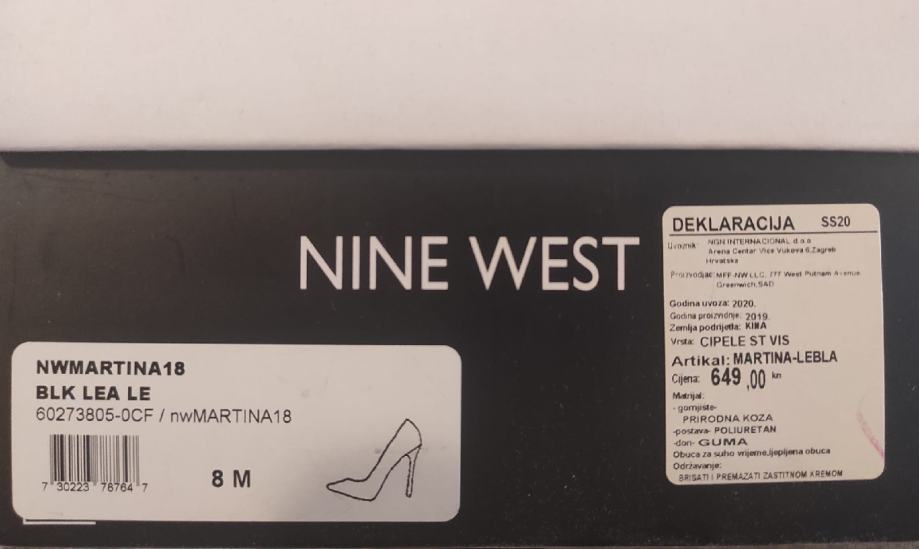 NINE WEST
NWMARTINA18
BLK LEA LE
60273805-0CF / nwMARTINA18
7 30223 78764 7
8 M
DEKLARACIJA SS20
Uvoznik: NGN INTERNACIONAL d.o.o
Arena Centar Vice Vukova 6,Zagreb
Hrvatska
Proizvodjac: MFF-NW LLC, 777 West Putnam Avenue,
Greenwich,SAD
Godina uvoza: 2020.
Godina proizvidnje: 2019.
Zemlja podrijetla: KINA
Vrsta: CIPELE ST VIS
Artikal: MARTINA-LEBLA
Cijena: 649 ,00 kn
Matrijal:
- gornjište-
PRIRODNA KOZA
-postava- POLIURETAN
-don- GUMA
Obuca za suho vrijeme,ljepljena obuca
Održavanje:
BRISATI I PREMAZATI ZASTITNOM KREMOM